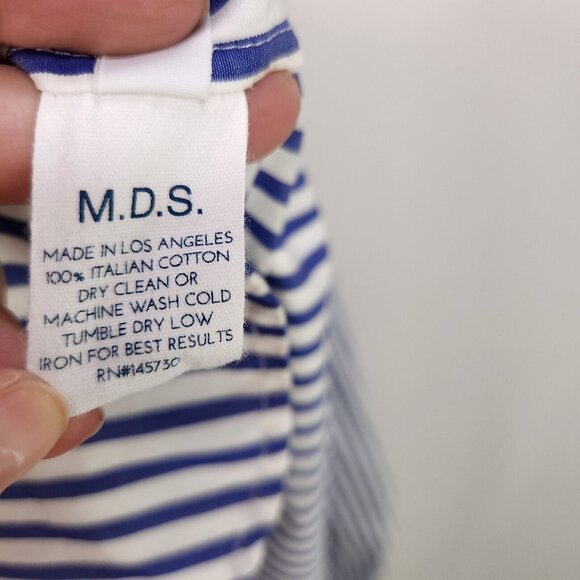 M.D.S.
MADE IN LOS ANGELES
100% ITALIAN COTTON
DRY CLEAN OR
MACHINE WASH COLD
TUMBLE DRY LOW
IRON FOR BEST RESULTS
RN#145730